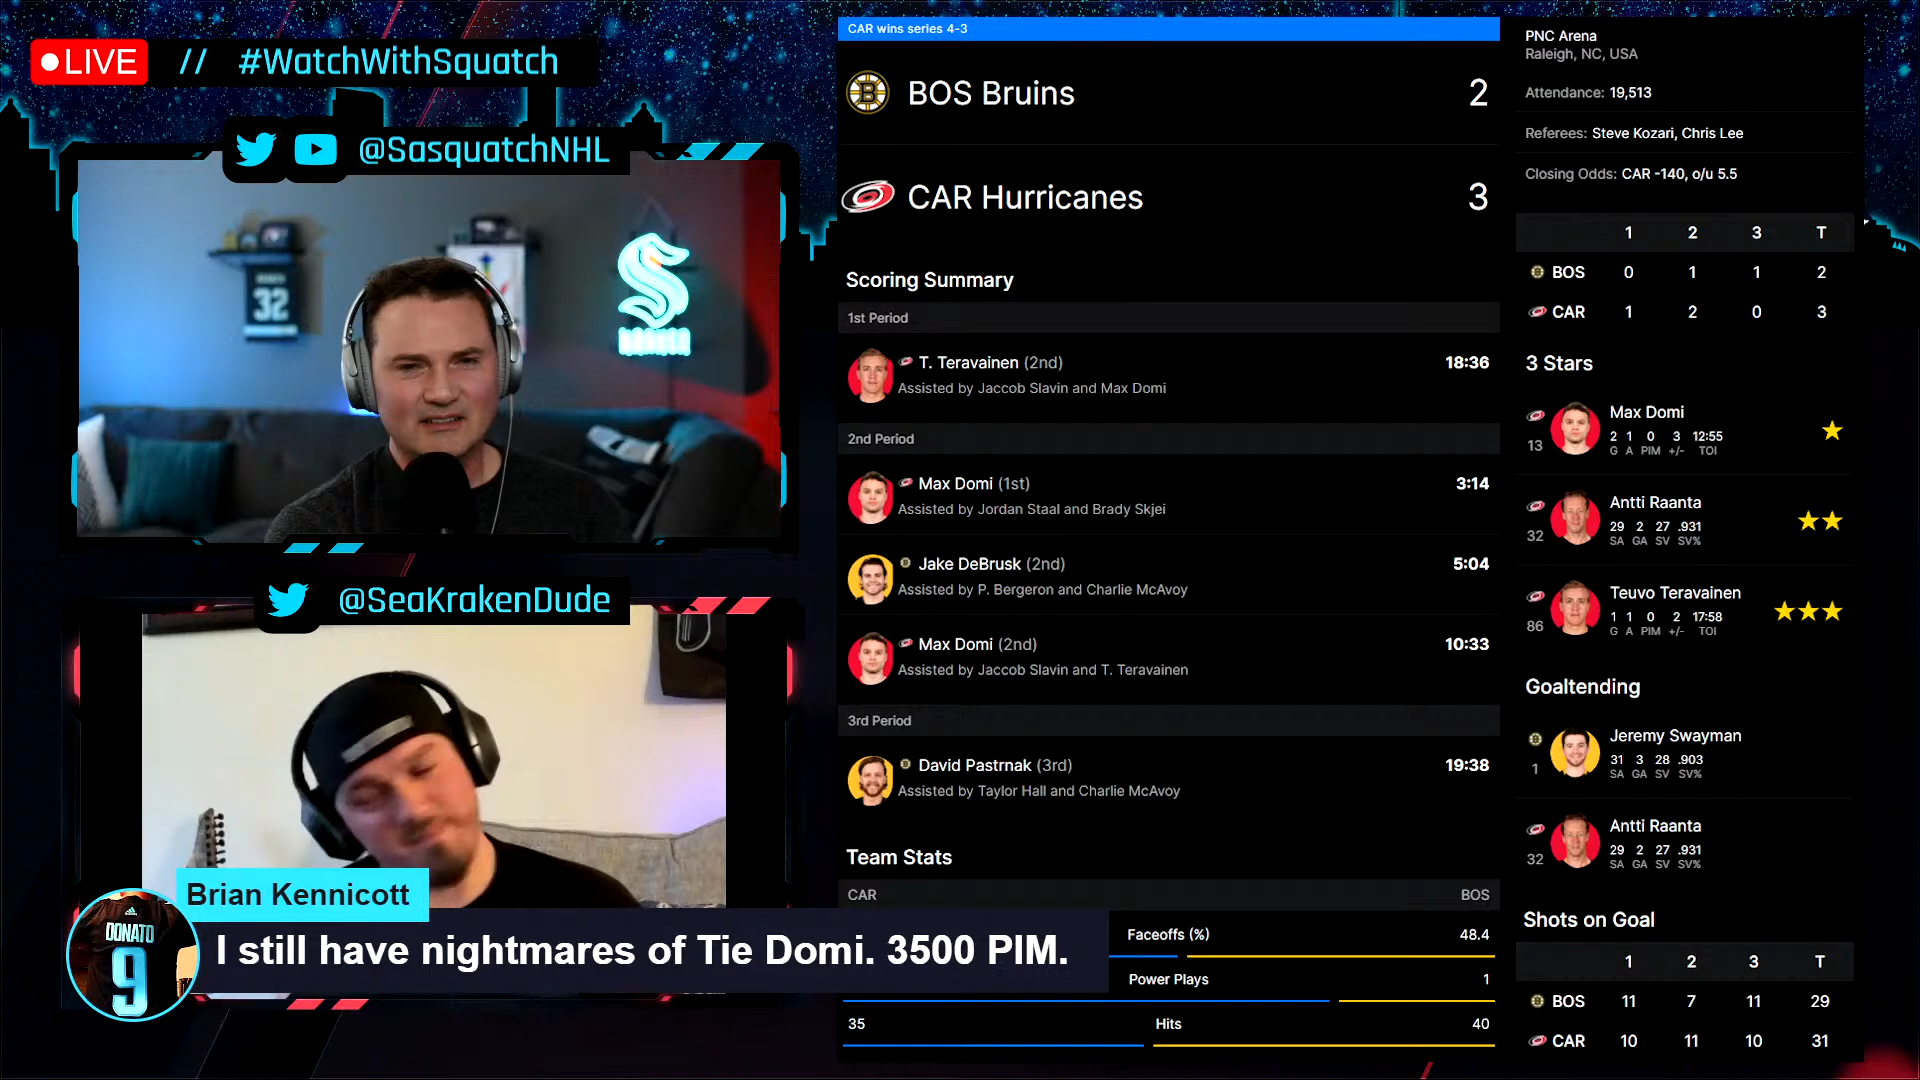 LIVE // #WatchWithSquatch
@SasquatchNHL
32
@SeaKrakenDude
Brian Kennicott
DONATO
9
I still have nightmares of Tie Domi. 3500 PIM.
CAR wins series 4-3
BOS Bruins 2
CAR Hurricanes 3
Scoring Summary
1st Period
T. Teravainen (2nd) 18:36
Assisted by Jaccob Slavin and Max Domi
2nd Period
Max Domi (1st) 3:14
Assisted by Jordan Staal and Brady Skjei
Jake DeBrusk (2nd) 5:04
Assisted by P. Bergeron and Charlie McAvoy
Max Domi (2nd) 10:33
Assisted by Jaccob Slavin and T. Teravainen
3rd Period
David Pastrnak (3rd) 19:38
Assisted by Taylor Hall and Charlie McAvoy
Team Stats
CAR BOS
Faceoffs (%) 48.4
Power Plays 1
35 Hits 40
PNC Arena
Raleigh, NC, USA
Attendance: 19,513
Referees: Steve Kozari, Chris Lee
Closing Odds: CAR -140, o/u 5.5
1 2 3 T
BOS 0 1 1 2
CAR 1 2 0 3
3 Stars
Max Domi
13 2 1 0 3 12:55
G A PIM +/- TOI
Antti Raanta
32 29 2 27 .931
SA GA SV SV%
Teuvo Teravainen
86 1 1 0 2 17:58
G A PIM +/- TOI
Goaltending
Jeremy Swayman
1 31 3 28 .903
SA GA SV SV%
Antti Raanta
32 29 2 27 .931
SA GA SV SV%
Shots on Goal
1 2 3 T
BOS 11 7 11 29
CAR 10 11 10 31